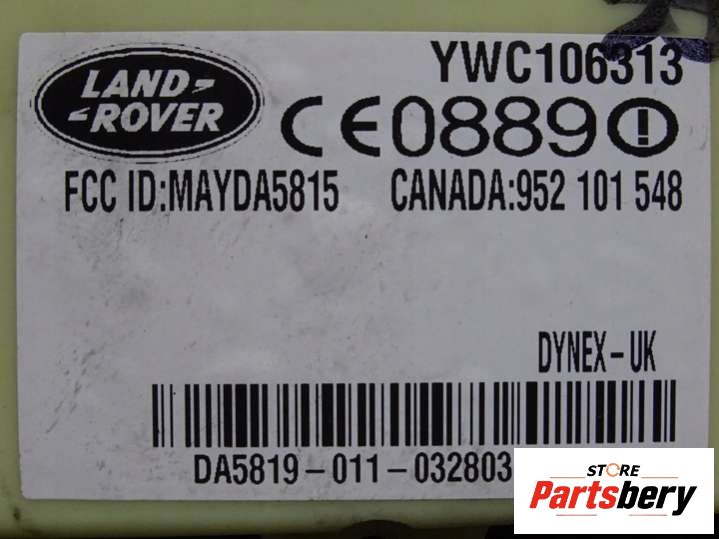 LAND-
-ROVER
YWC106313
CE0889
FCC ID:MAYDA5815 CANADA:952 101 548
DYNEX-UK
DA5819-011-032803
STORE
Partsbery